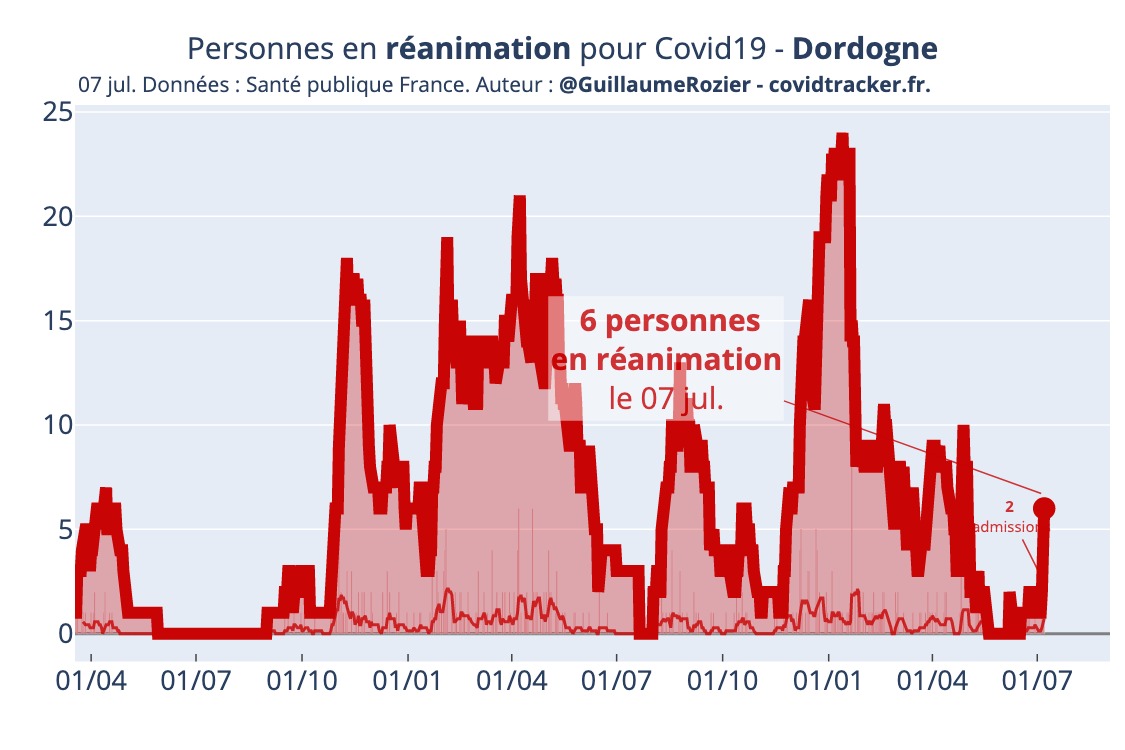 Personnes en réanimation pour Covid19 - Dordogne
07 jul. Données : Santé publique France. Auteur : @GuillaumeRozier - covidtracker.fr.
25
20
15
10
5
0
6 personnes
en réanimation
le 07 jul.
2
admission
01/04 01/07 01/10 01/01 01/04 01/07 01/10 01/01 01/04 01/07